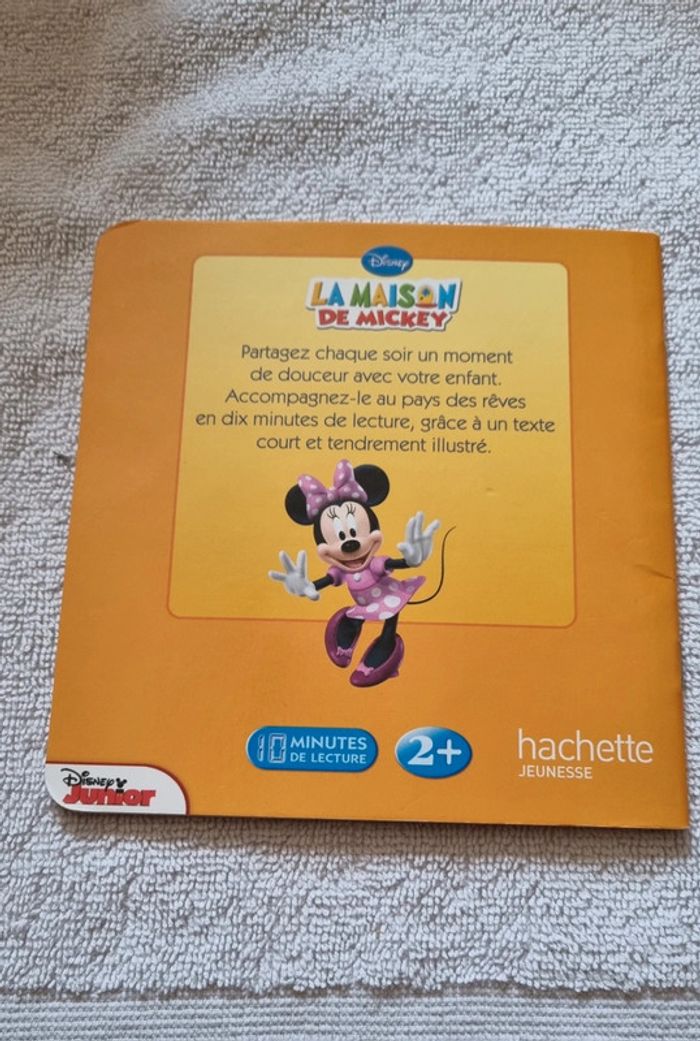 Disney
LA MAISON
DE MICKEY
Partagez chaque soir un moment
de douceur avec votre enfant.
Accompagnez-le au pays des rêves
en dix minutes de lecture, grâce à un texte
court et tendrement illustré.
10 MINUTES
DE LECTURE
2+
hachette
JEUNESSE
Disney
Junior